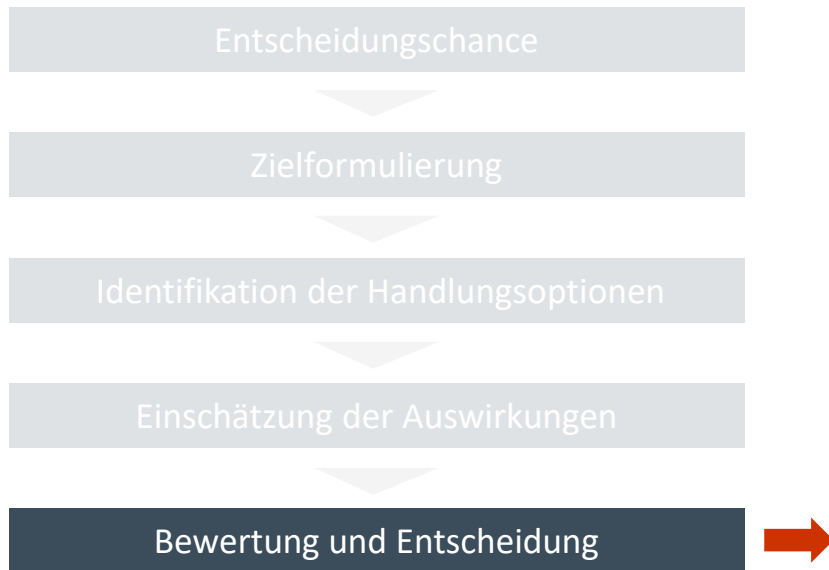 Entscheidungschance
Zielformulierung
Identifikation der Handlungsoptionen
Einschätzung der Auswirkungen
Bewertung und Entscheidung